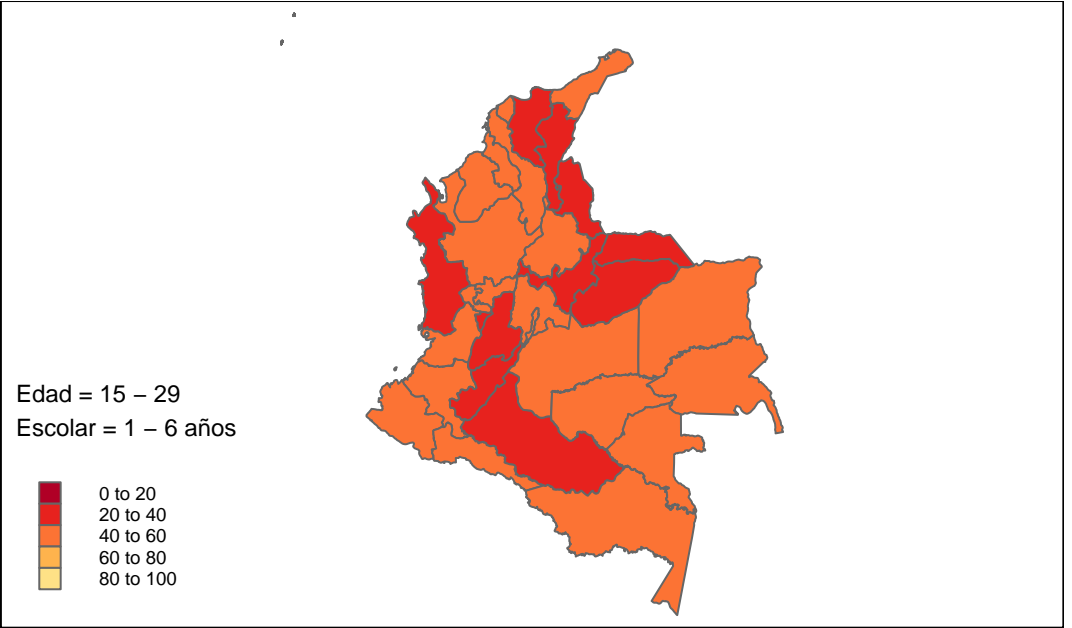 Edad = 15 − 29
Escolar = 1 − 6 años
0 to 20
20 to 40
40 to 60
60 to 80
80 to 100